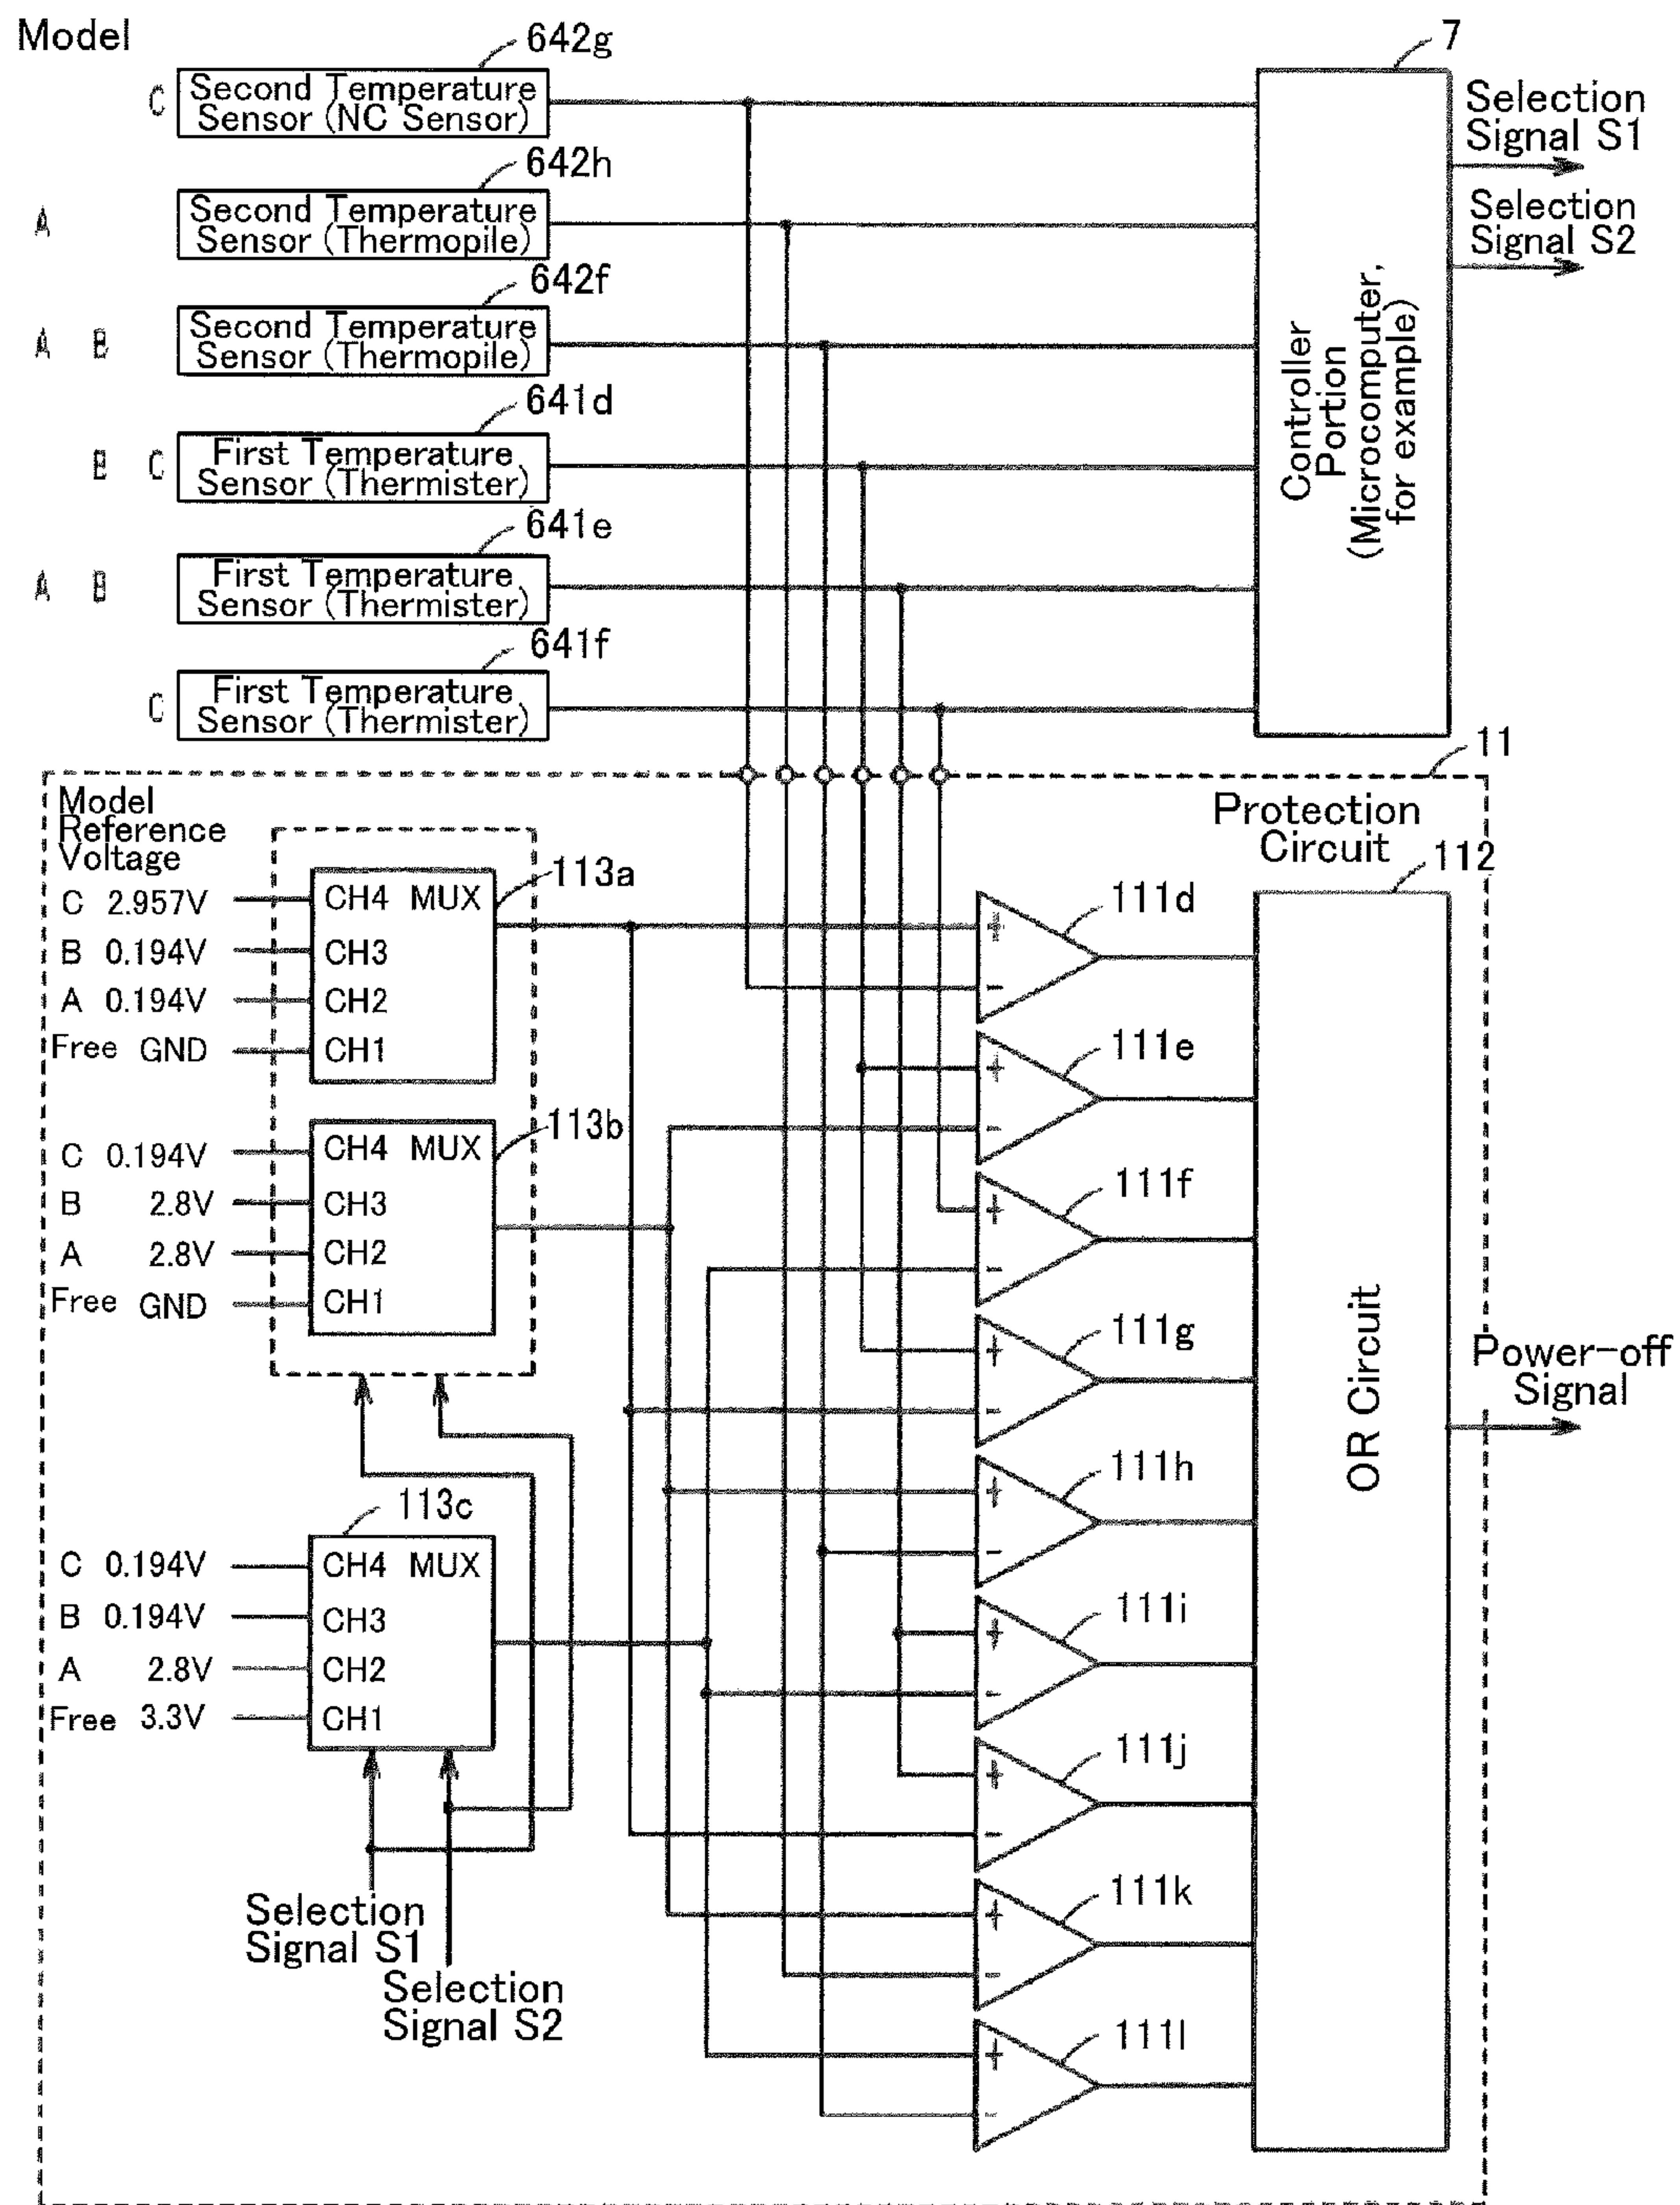 Model
642g
C Second Temperature
Sensor (NC Sensor)
642h
A Second Temperature
Sensor (Thermopile)
642f
A B Second Temperature
Sensor (Thermopile)
641d
B C First Temperature
Sensor (Thermister)
641e
A B First Temperature
Sensor (Thermister)
641f
C First Temperature
Sensor (Thermister)
7
Controller
Portion
(Microcomputer,
for example)
Selection
Signal S1
Selection
Signal S2
11
Protection
Circuit
Model
Reference
Voltage
113a
C 2.957V CH4 MUX
B 0.194V CH3
A 0.194V CH2
Free GND CH1
113b
C 0.194V CH4 MUX
B 2.8V CH3
A 2.8V CH2
Free GND CH1
113c
C 0.194V CH4 MUX
B 0.194V CH3
A 2.8V CH2
Free 3.3V CH1
Selection
Signal S1
Selection
Signal S2
111d
+
-
111e
+
-
111f
+
-
111g
+
-
111h
+
-
111i
+
-
111j
+
-
111k
+
-
111l
+
-
112
OR Circuit
Power-off
Signal